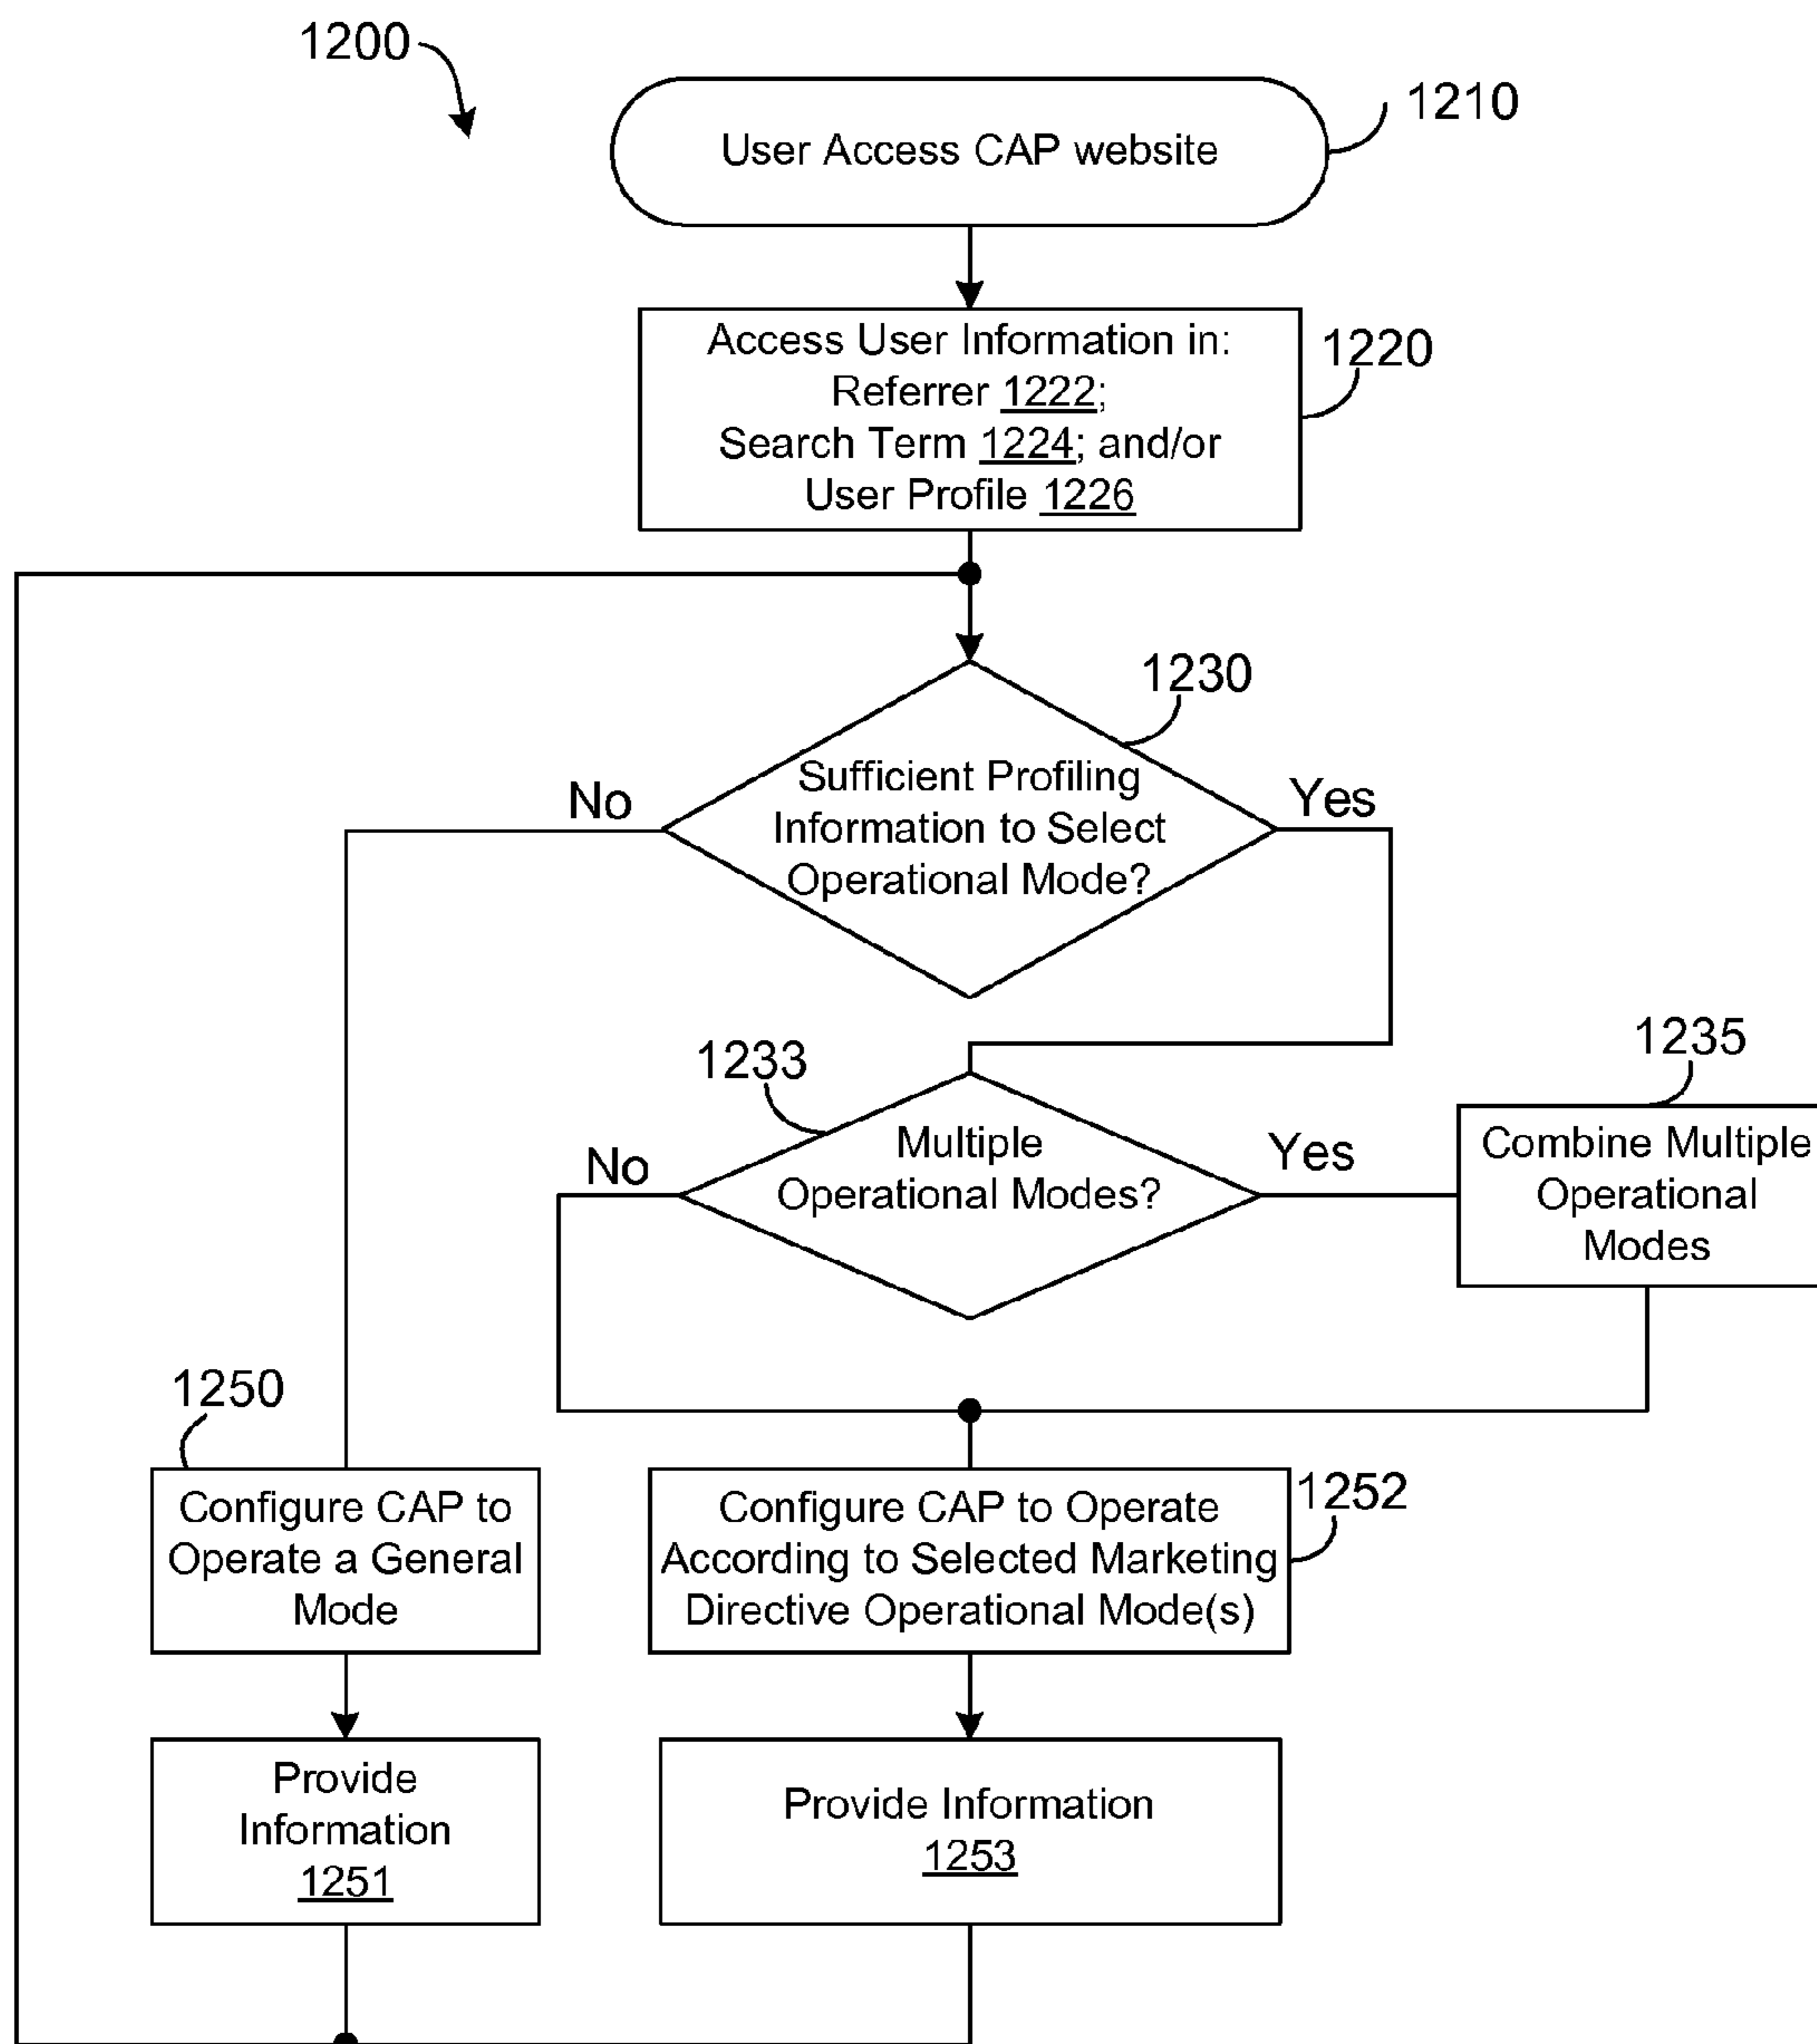 1200
1210
User Access CAP website
Access User Information in:
Referrer 1222;
Search Term 1224; and/or
User Profile 1226
1220
1230
Sufficient Profiling
Information to Select
Operational Mode?
No
Yes
1233
Multiple
Operational Modes?
No
Yes
1235
Combine Multiple
Operational
Modes
1250
Configure CAP to
Operate a General
Mode
1252
Configure CAP to Operate
According to Selected Marketing
Directive Operational Mode(s)
Provide
Information
1251
Provide Information
1253